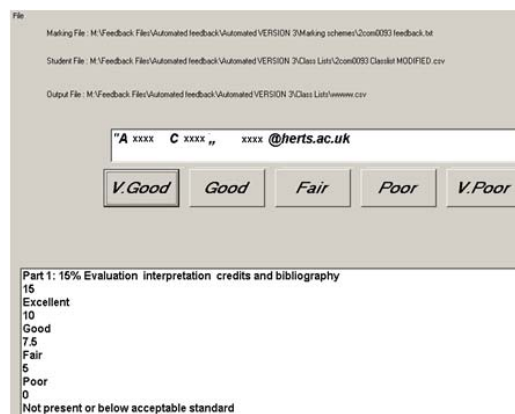 File
Marking File : M:\Feedback Files\Automated feedback\Automated VERSION 3\Marking schemes\2com0093 feedback.txt
Student File : M:\Feedback Files\Automated feedback\Automated VERSION 3\Class Lists\2com0093 Classlist MODIFIED.csv
Output File : M:\Feedback Files\Automated feedback\Automated VERSION 3\Class Lists\wwww.csv
"A xxxx C xxxx ,, xxxx @herts.ac.uk
V.Good Good Fair Poor V.Poor
Part 1: 15% Evaluation interpretation credits and bibliography
15
Excellent
10
Good
7.5
Fair
5
Poor
0
Not present or below acceptable standard